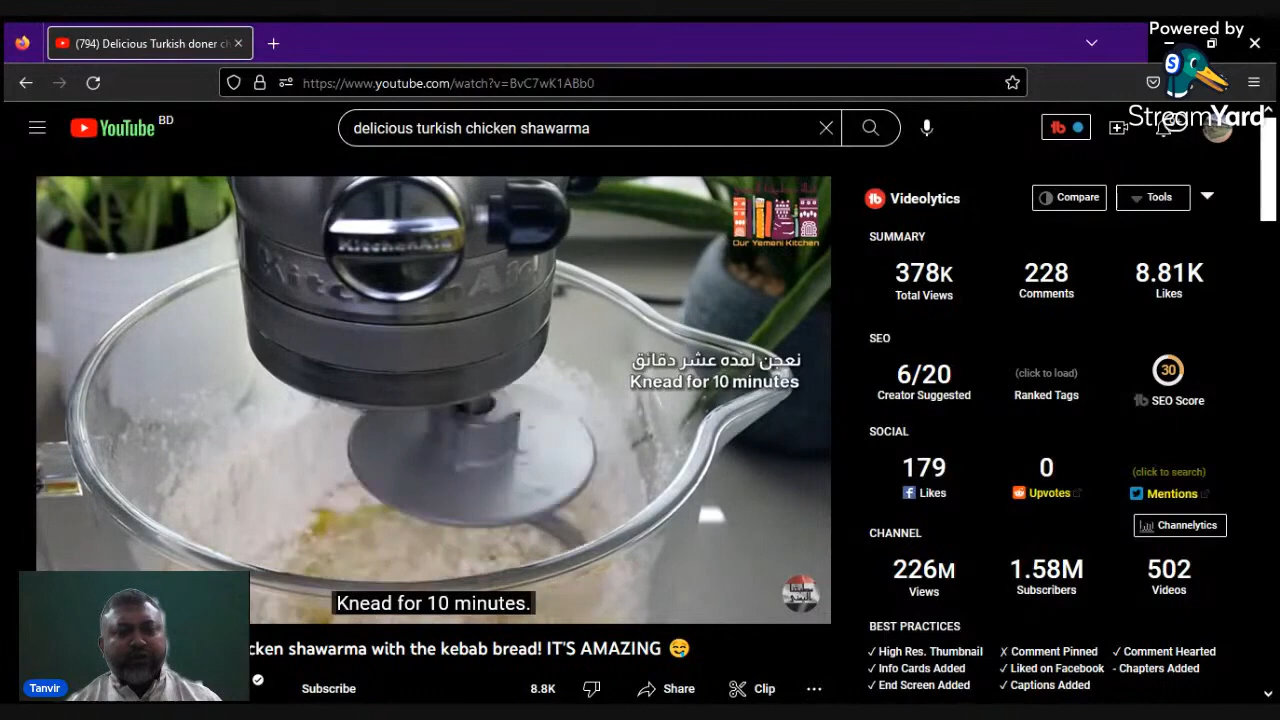 Powered by
StreamYard
(794) Delicious Turkish doner ch
https://www.youtube.com/watch?v=BvC7wK1ABb0
YouTube BD
delicious turkish chicken shawarma
KitchenAid
KitchenAid
Our Yemeni Kitchen
نعجن لمده عشر دقائق
Knead for 10 minutes
Knead for 10 minutes.
Videolytics
Compare
Tools
SUMMARY
378K 228 8.81K
Total Views Comments Likes
SEO
6/20 (click to load) 30
Creator Suggested Ranked Tags tb SEO Score
SOCIAL
179 0 (click to search)
Likes Upvotes Mentions
Channelytics
CHANNEL
226M 1.58M 502
Views Subscribers Videos
BEST PRACTICES
✓ High Res. Thumbnail ✗ Comment Pinned ✓ Comment Hearted
✓ Info Cards Added ✓ Liked on Facebook - Chapters Added
✓ End Screen Added ✓ Captions Added
cken shawarma with the kebab bread! IT'S AMAZING 😋
Subscribe 8.8K Share Clip
Tanvir